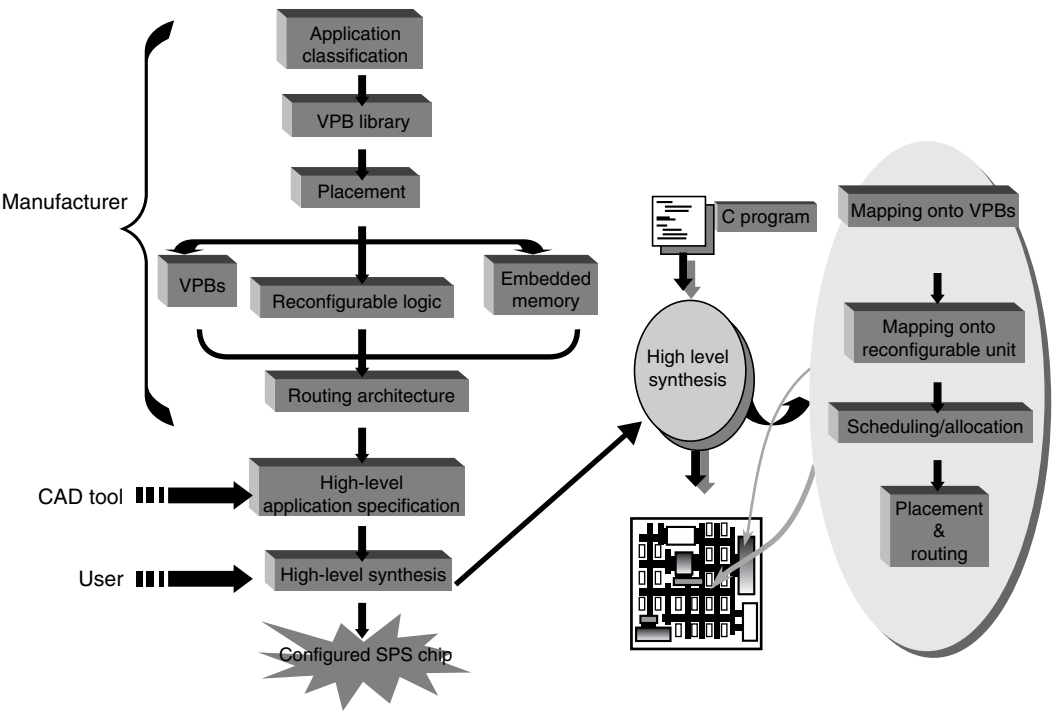 Application
classification
VPB library
Placement
Manufacturer
VPBs
Reconfigurable logic
Embedded
memory
Routing architecture
CAD tool
High-level
application specification
User
High-level synthesis
Configured SPS chip
C program
High level
synthesis
Mapping onto VPBs
Mapping onto
reconfigurable unit
Scheduling/allocation
Placement
&
routing